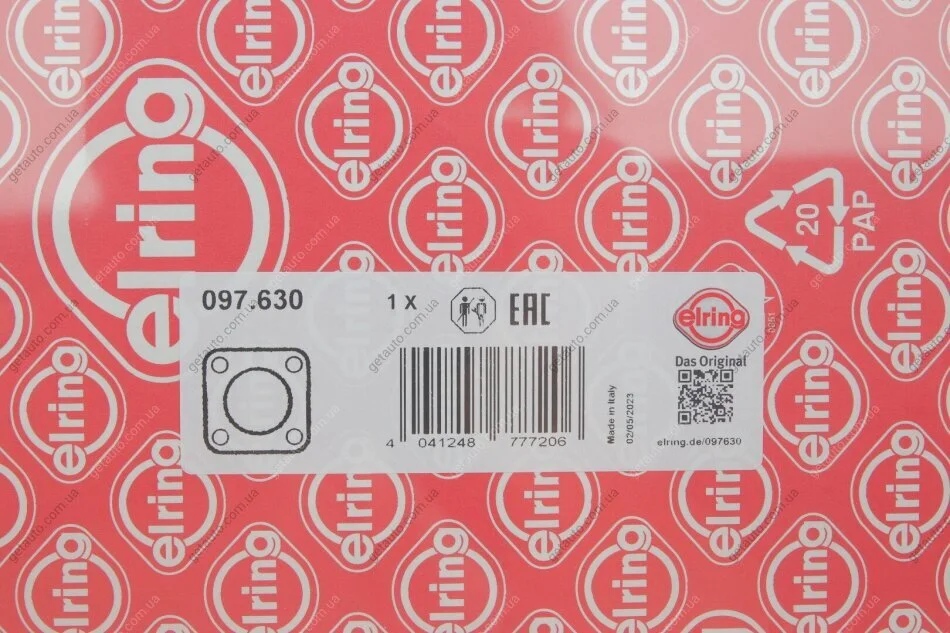 elring
20
PAP
097.630
1 X
EAC
elring
Das Original
4 041248 777206
Made in Italy
02/05/2023
elring.de/097630
getauto.com.ua